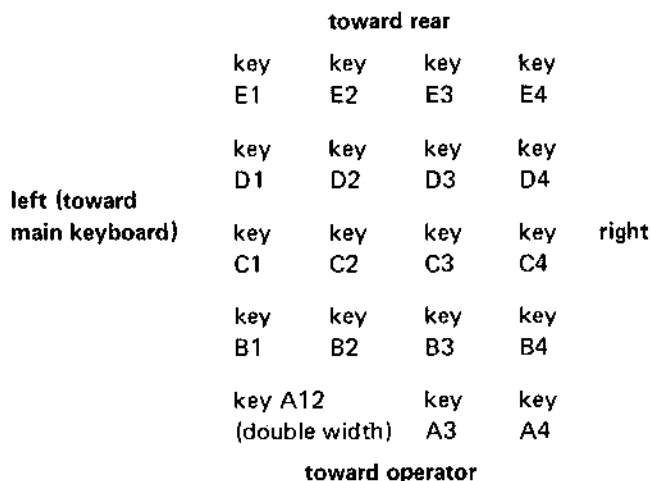 toward rear
key key key key
E1 E2 E3 E4
key key key key
D1 D2 D3 D4
left (toward
main keyboard)
key key key key
right
C1 C2 C3 C4
key key key key
B1 B2 B3 B4
key A12 key key
(double width) A3 A4
toward operator